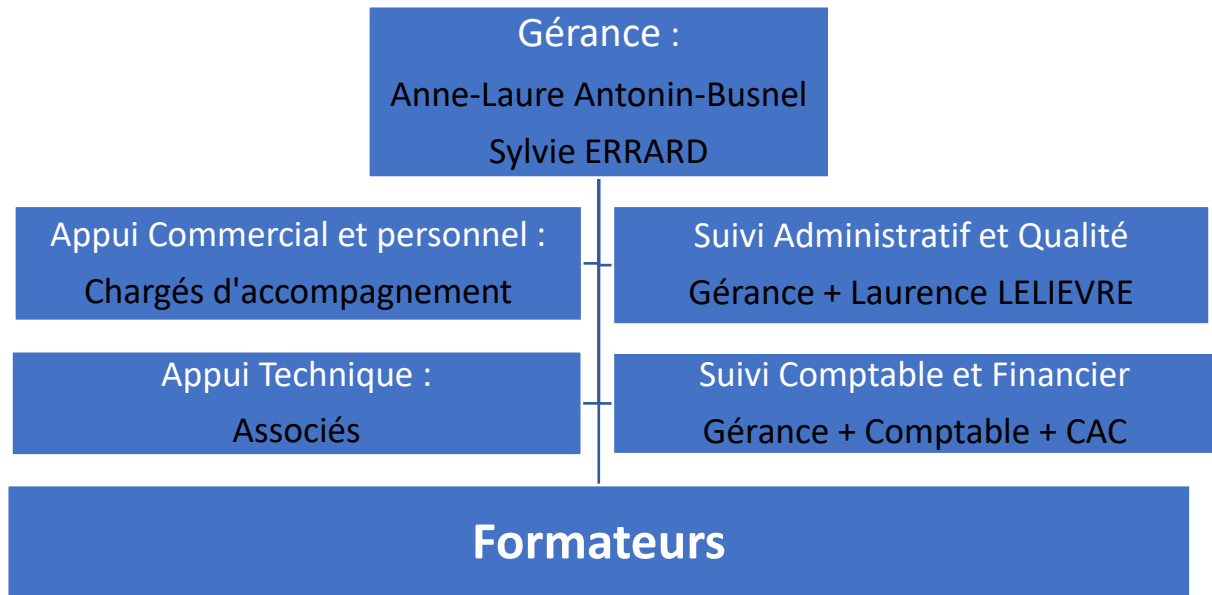 Gérance :
Anne-Laure Antonin-Busnel
Sylvie ERRARD
Appui Commercial et personnel :
Chargés d'accompagnement
Suivi Administratif et Qualité
Gérance + Laurence LELIEVRE
Appui Technique :
Associés
Suivi Comptable et Financier
Gérance + Comptable + CAC
Formateurs